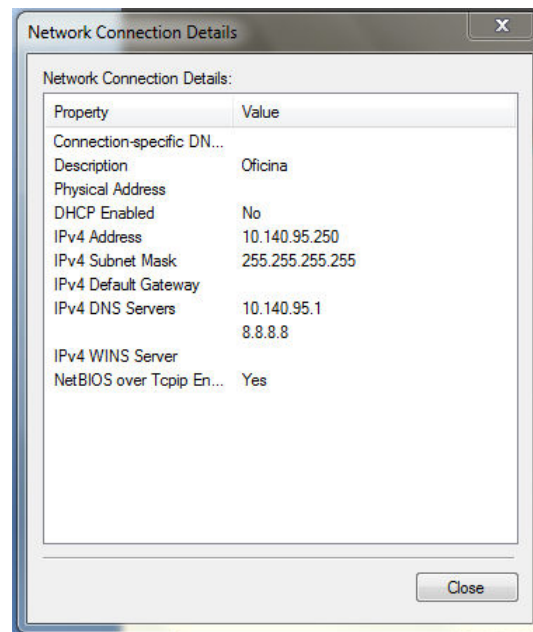 Network Connection Details
x
Network Connection Details:
Property Value
Connection-specific DN...
Description Oficina
Physical Address
DHCP Enabled No
IPv4 Address 10.140.95.250
IPv4 Subnet Mask 255.255.255.255
IPv4 Default Gateway
IPv4 DNS Servers 10.140.95.1
8.8.8.8
IPv4 WINS Server
NetBIOS over Tcpip En... Yes
Close